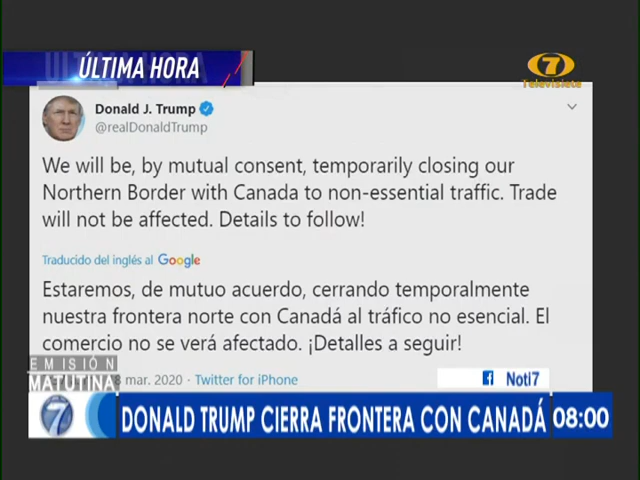 ÚLTIMA HORA
7
Televisiete
Donald J. Trump
@realDonaldTrump
We will be, by mutual consent, temporarily closing our
Northern Border with Canada to non-essential traffic. Trade
will not be affected. Details to follow!
Traducido del inglés al Google
Estaremos, de mutuo acuerdo, cerrando temporalmente
nuestra frontera norte con Canadá al tráfico no esencial. El
comercio no se verá afectado. ¡Detalles a seguir!
EMISIÓN
MATUTINA
8 mar. 2020 · Twitter for iPhone
Noti7
7
DONALD TRUMP CIERRA FRONTERA CON CANADÁ
08:00